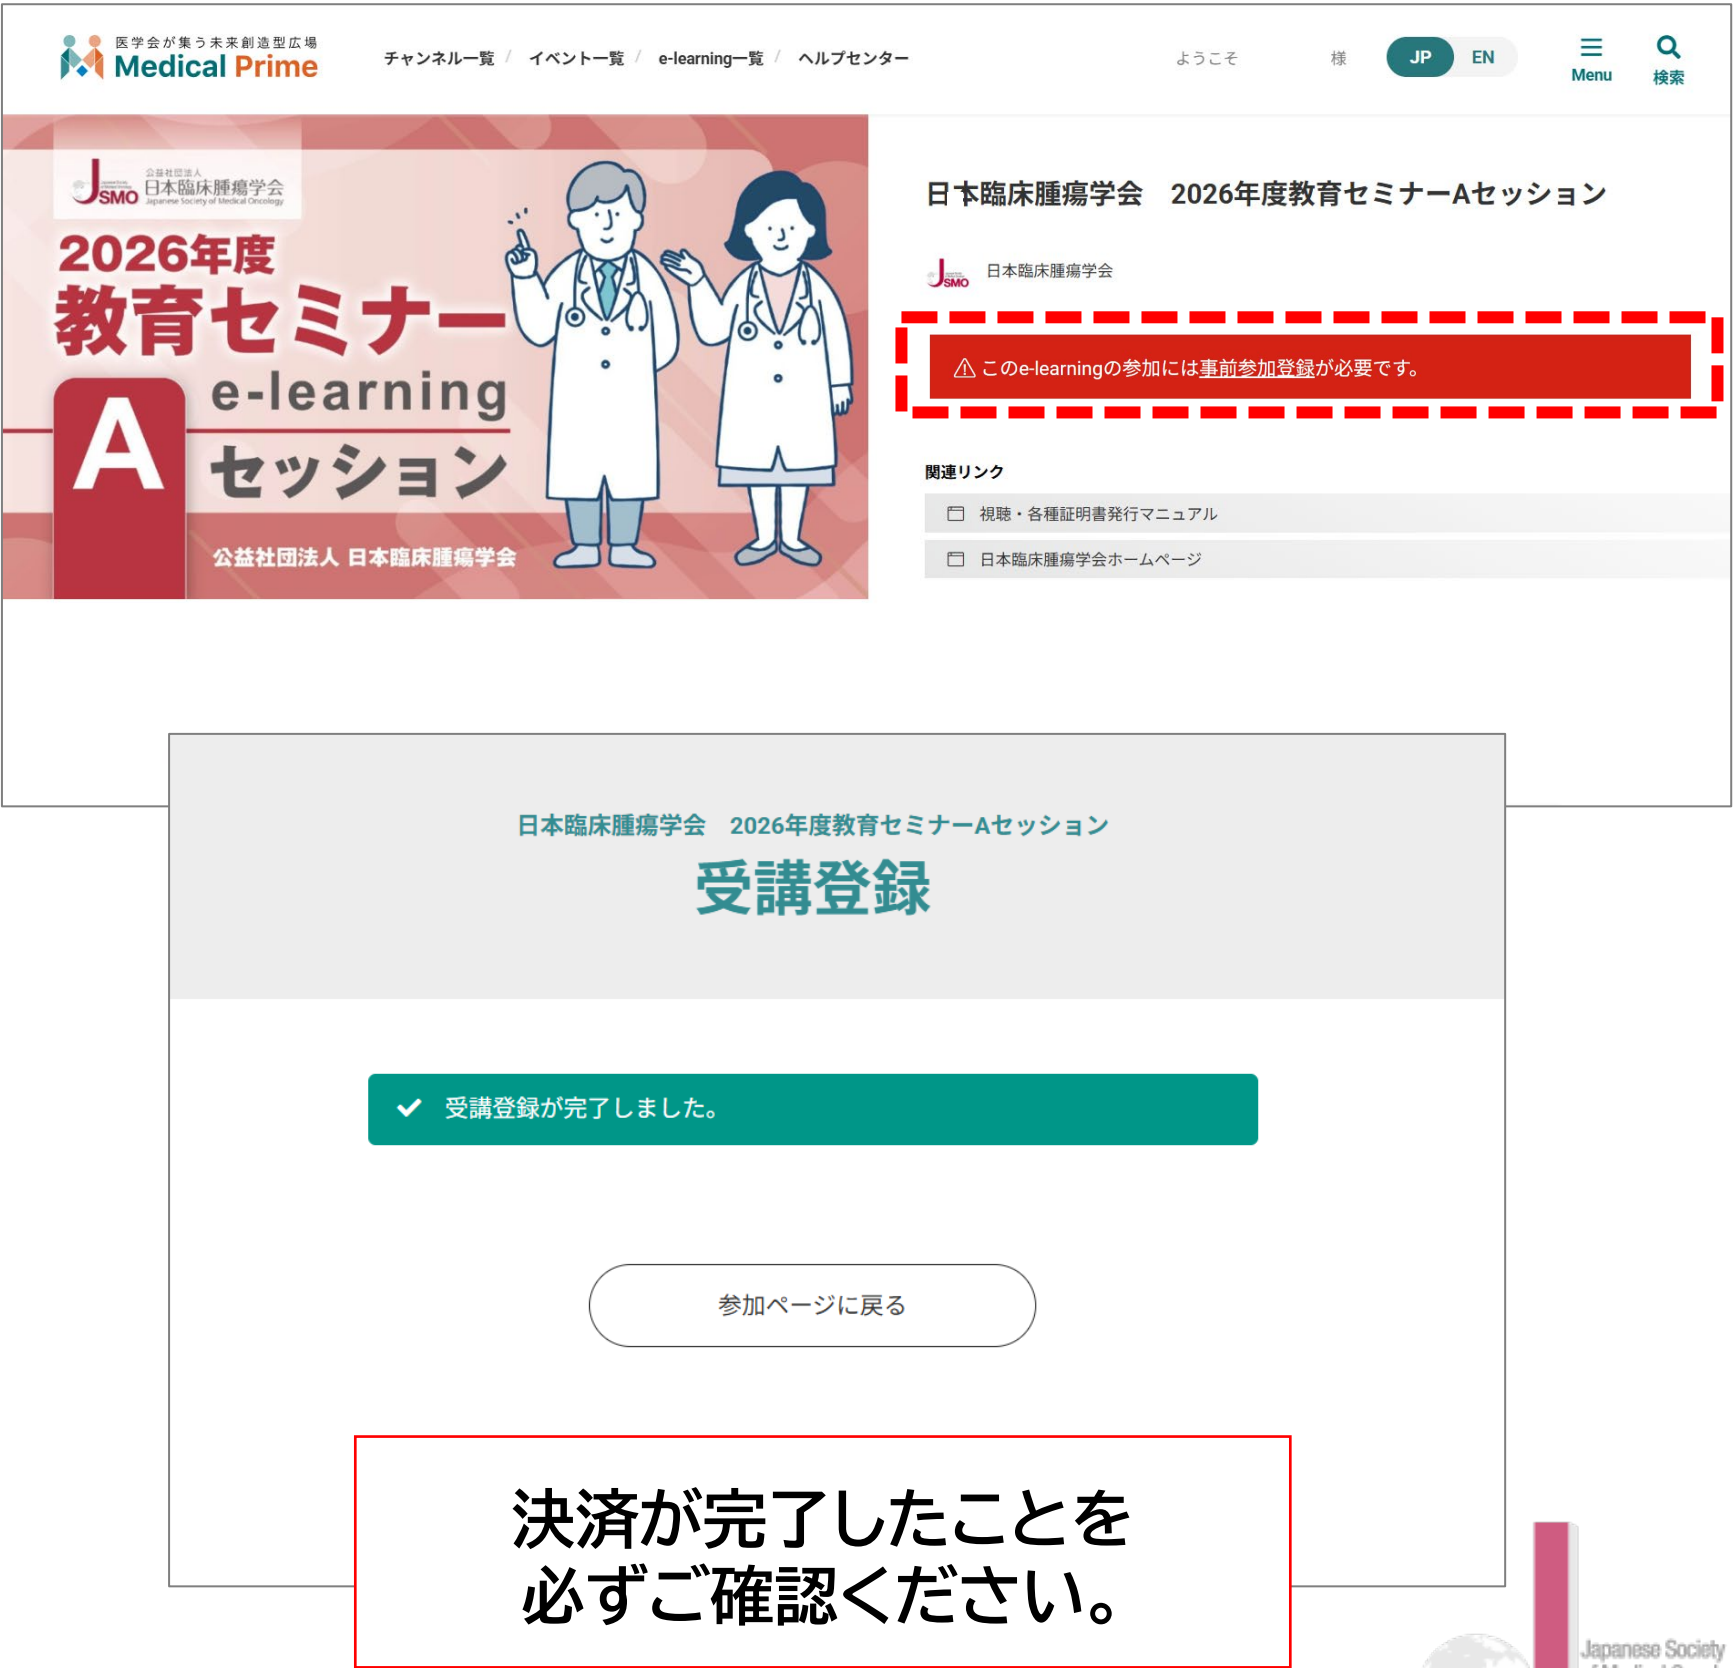 医学会が集う未来創造型広場
Medical Prime
チャンネル一覧 / イベント一覧 / e-learning一覧 / ヘルプセンター
ようこそ 様
JP EN
Menu
検索
JSMO
公益社団法人
日本臨床腫瘍学会
Japanese Society of Medical Oncology
2026年度
教育セミナー
A
e-learning
セッション
公益社団法人 日本臨床腫瘍学会
日本臨床腫瘍学会 2026年度教育セミナーAセッション
JSMO
日本臨床腫瘍学会
このe-learningの参加には事前参加登録が必要です。
関連リンク
視聴・各種証明書発行マニュアル
日本臨床腫瘍学会ホームページ
日本臨床腫瘍学会 2026年度教育セミナーAセッション
受講登録
受講登録が完了しました。
参加ページに戻る
決済が完了したことを
必ずご確認ください。
Japanese Society